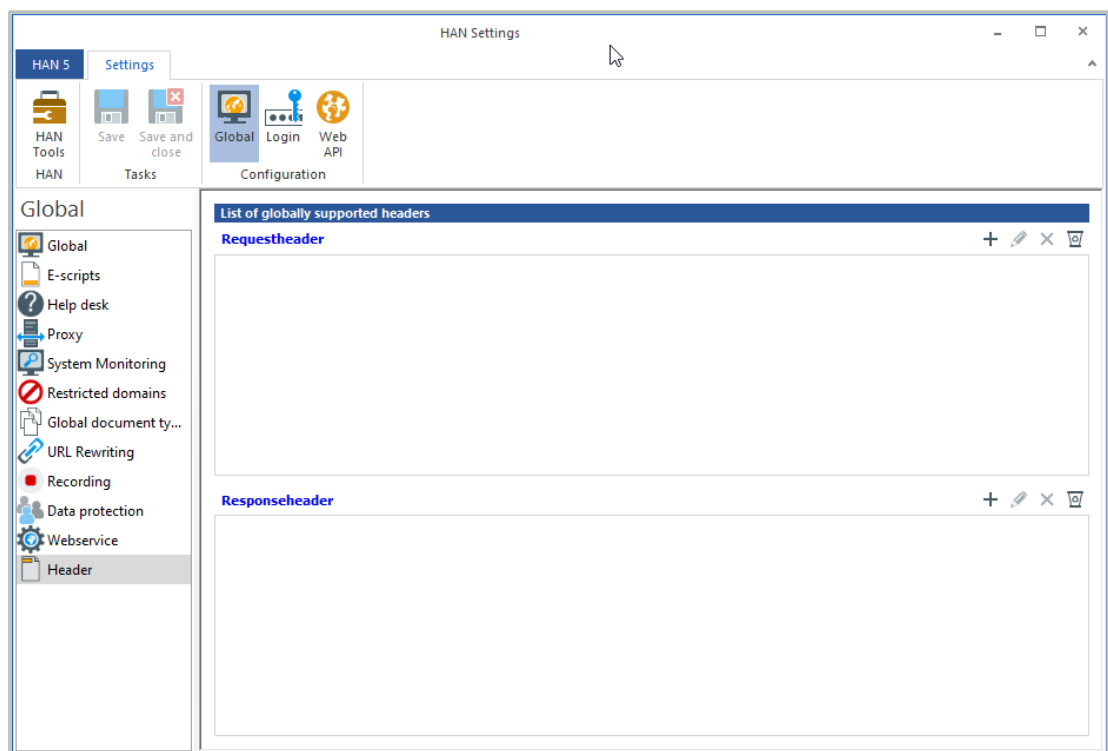 HAN Settings
HAN 5 Settings
HAN Tools
Save
Save and close
Global
Login
Web API
HAN
Tasks
Configuration
Global
Global
E-scripts
Help desk
Proxy
System Monitoring
Restricted domains
Global document ty...
URL Rewriting
Recording
Data protection
Webservice
Header
List of globally supported headers
Requestheader
Responseheader